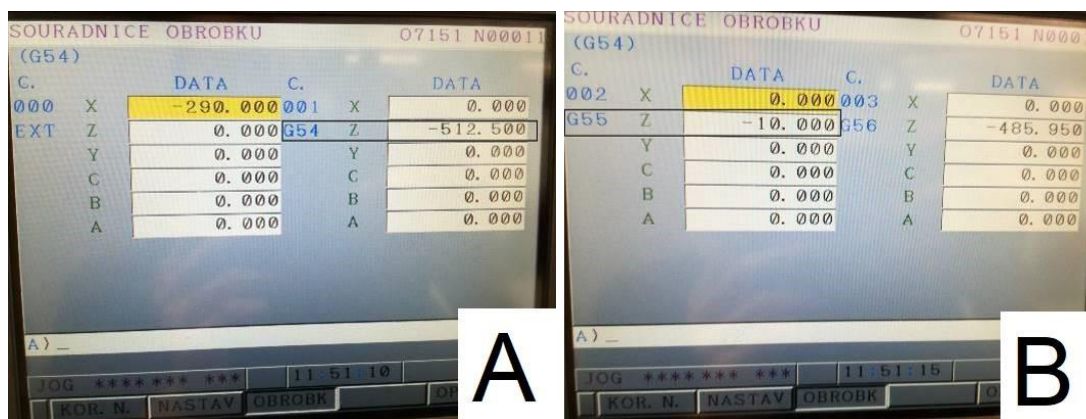 SOURADNICE OBROBKU O7151 N00011
(G54)
C. DATA C. DATA
000 X -290.000 001 X 0.000
EXT Z 0.000 G54 Z -512.500
Y 0.000 Y 0.000
C 0.000 C 0.000
B 0.000 B 0.000
A 0.000 A 0.000
A)_
JOG **** *** *** 11:51:10
KOR. N. NASTAV OBROBK OP
A
SOURADNICE OBROBKU O7151 N000
(G54)
C. DATA C. DATA
002 X 0.000 003 X 0.000
G55 Z -10.000 G56 Z -485.950
Y 0.000 Y 0.000
C 0.000 C 0.000
B 0.000 B 0.000
A 0.000 A 0.000
A)_
JOG **** *** *** 11:51:15
KOR. N. NASTAV OBROBK O
B